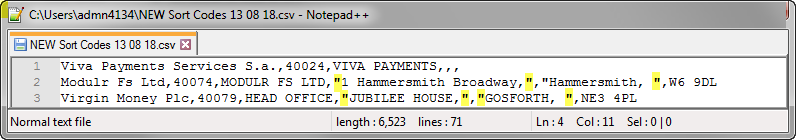 C:\Users\admn4134\NEW Sort Codes 13 08 18.csv - Notepad++
NEW Sort Codes 13 08 18.csv
1 Viva Payments Services S.a.,40024,VIVA PAYMENTS,,,
2 Modulr Fs Ltd,40074,MODULR FS LTD,"1 Hammersmith Broadway,","Hammersmith, ",W6 9DL
3 Virgin Money Plc,40079,HEAD OFFICE,"JUBILEE HOUSE,","GOSFORTH, ",NE3 4PL
Normal text file length : 6,523 lines : 71 Ln : 4 Col : 11 Sel : 0 | 0